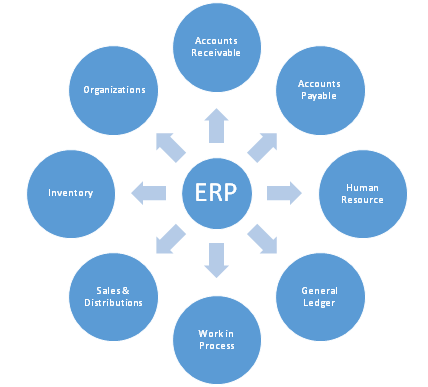 Accounts
Receivable
Accounts
Payable
Organizations
ERP
Inventory
Human
Resource
Sales &
Distributions
General
Ledger
Work in
Process